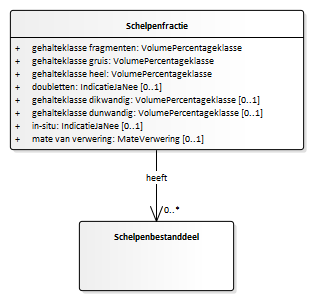 Schelpenfractie
+ gehalteklasse fragmenten: VolumePercentageklasse
+ gehalteklasse gruis: VolumePercentageklasse
+ gehalteklasse heel: VolumePercentageklasse
+ doubletten: IndicatieJaNee [0..1]
+ gehalteklasse dikwandig: VolumePercentageklasse [0..1]
+ gehalteklasse dunwandig: VolumePercentageklasse [0..1]
+ in-situ: IndicatieJaNee [0..1]
+ mate van verwering: MateVerwering [0..1]
heeft
0..*
Schelpenbestanddeel